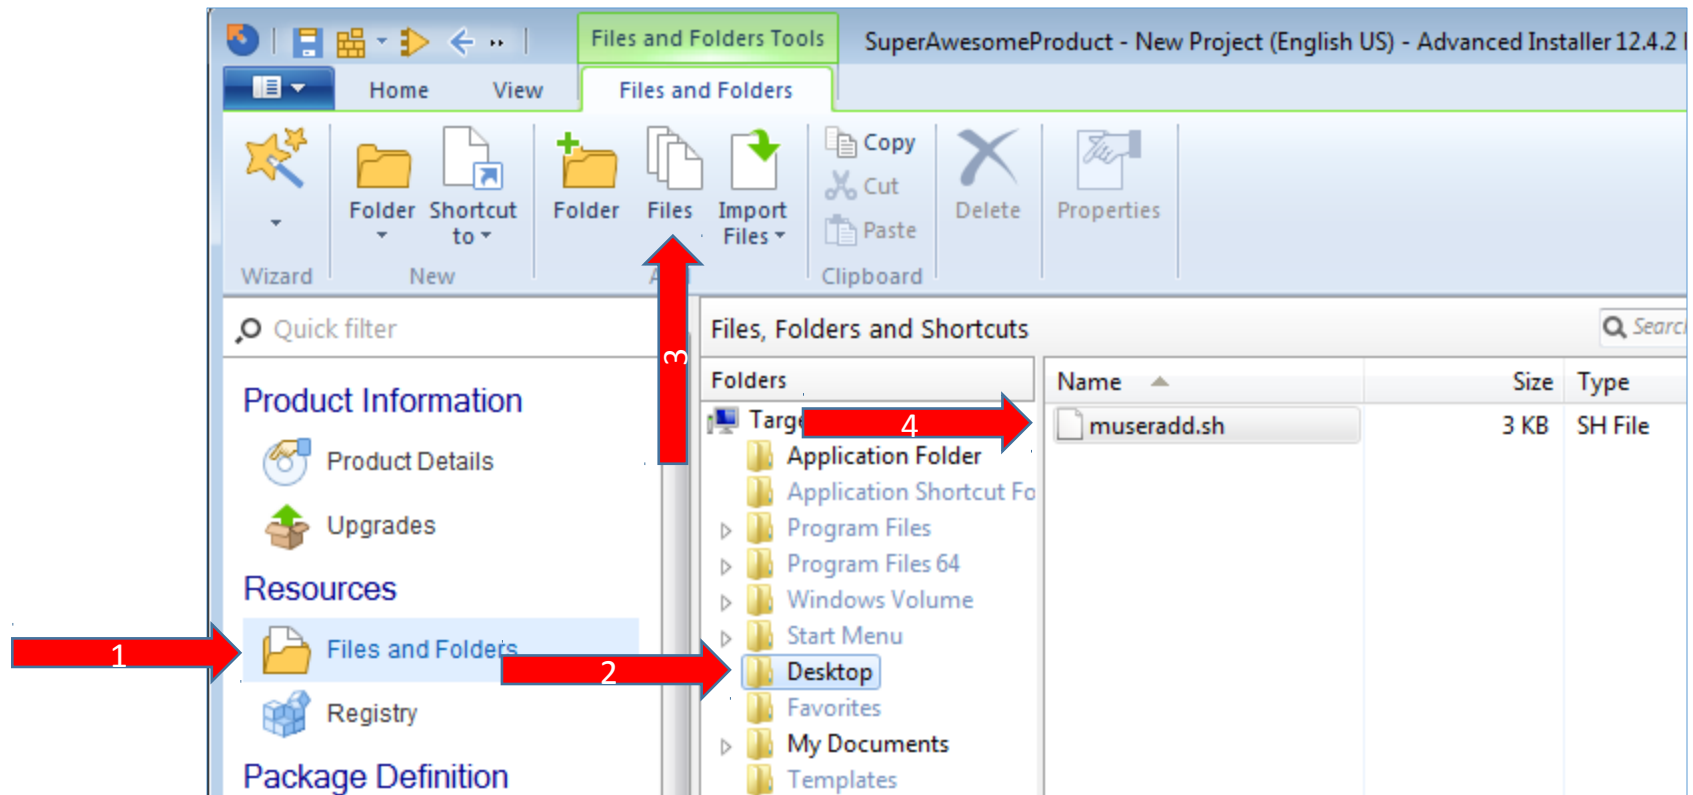 Files and Folders Tools
SuperAwesomeProduct - New Project (English US) - Advanced Installer 12.4.2
Home
View
Files and Folders
Folder
Shortcut
to
Folder
Files
Import
Files
Copy
Cut
Paste
Delete
Properties
Wizard
New
Clipboard
Quick filter
Files, Folders and Shortcuts
Searc
3
Product Information
Folders
Name
Size
Type
Targe
4
museradd.sh
3 KB
SH File
Product Details
Application Folder
Application Shortcut Fo
Upgrades
Program Files
Program Files 64
Resources
Windows Volume
1
Files and Folders
Start Menu
2
Desktop
Registry
Favorites
My Documents
Package Definition
Templates